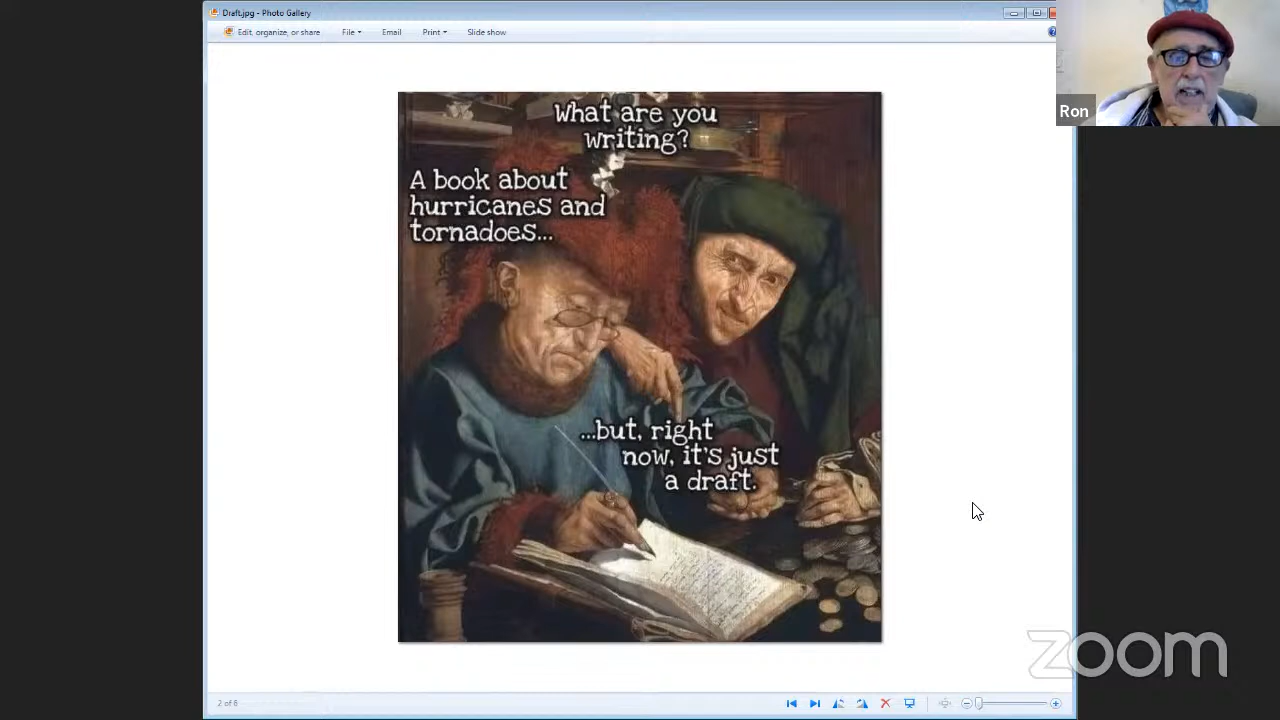 Draft.jpg - Photo Gallery
Edit, organize, or share File Email Print Slide show
Ron
What are you
writing?
A book about
hurricanes and
tornadoes...
...but, right
now, it's just
a draft.
zoom
2 of 8